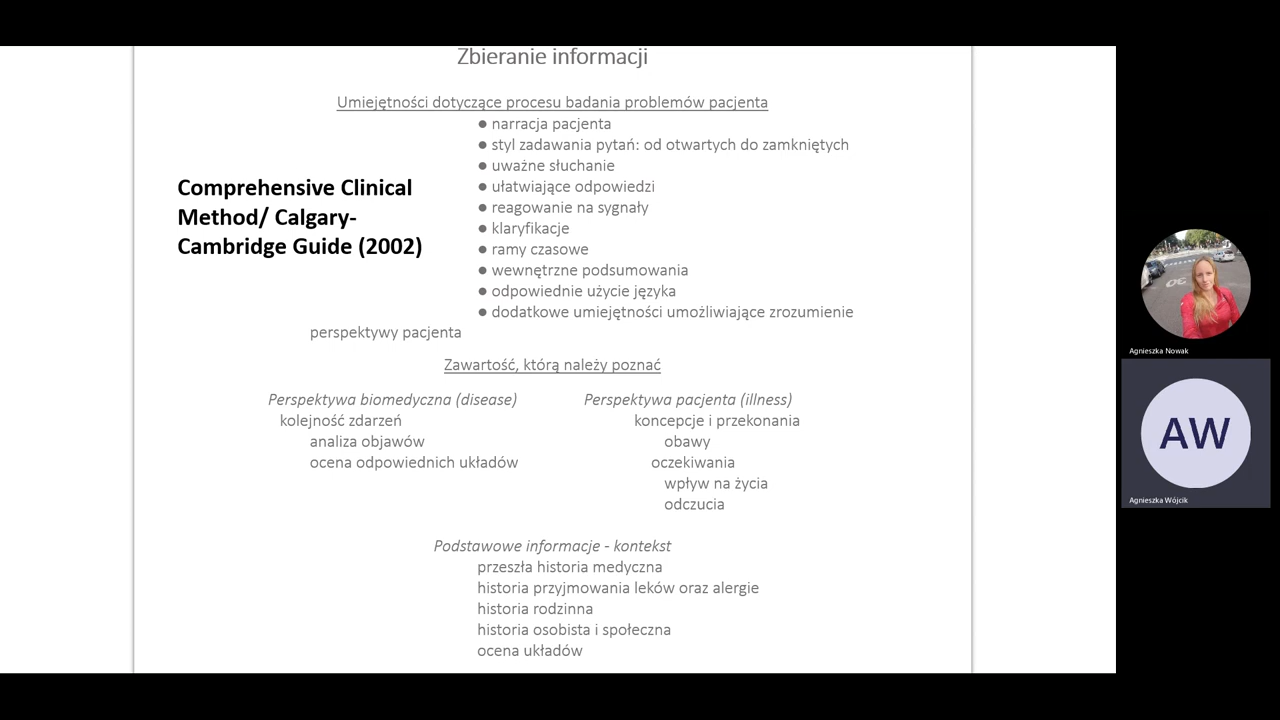 Zbieranie informacji
Umiejętności dotyczące procesu badania problemów pacjenta
● narracja pacjenta
● styl zadawania pytań: od otwartych do zamkniętych
● uważne słuchanie
● ułatwiające odpowiedzi
● reagowanie na sygnały
● klaryfikacje
● ramy czasowe
● wewnętrzne podsumowania
● odpowiednie użycie języka
● dodatkowe umiejętności umożliwiające zrozumienie
perspektywy pacjenta
Comprehensive Clinical
Method/ Calgary-
Cambridge Guide (2002)
Zawartość, którą należy poznać
Perspektywa biomedyczna (disease)
kolejność zdarzeń
analiza objawów
ocena odpowiednich układów
Perspektywa pacjenta (illness)
koncepcje i przekonania
obawy
oczekiwania
wpływ na życia
odczucia
Podstawowe informacje - kontekst
przeszła historia medyczna
historia przyjmowania leków oraz alergie
historia rodzinna
historia osobista i społeczna
ocena układów
Agnieszka Nowak
AW
Agnieszka Wójcik